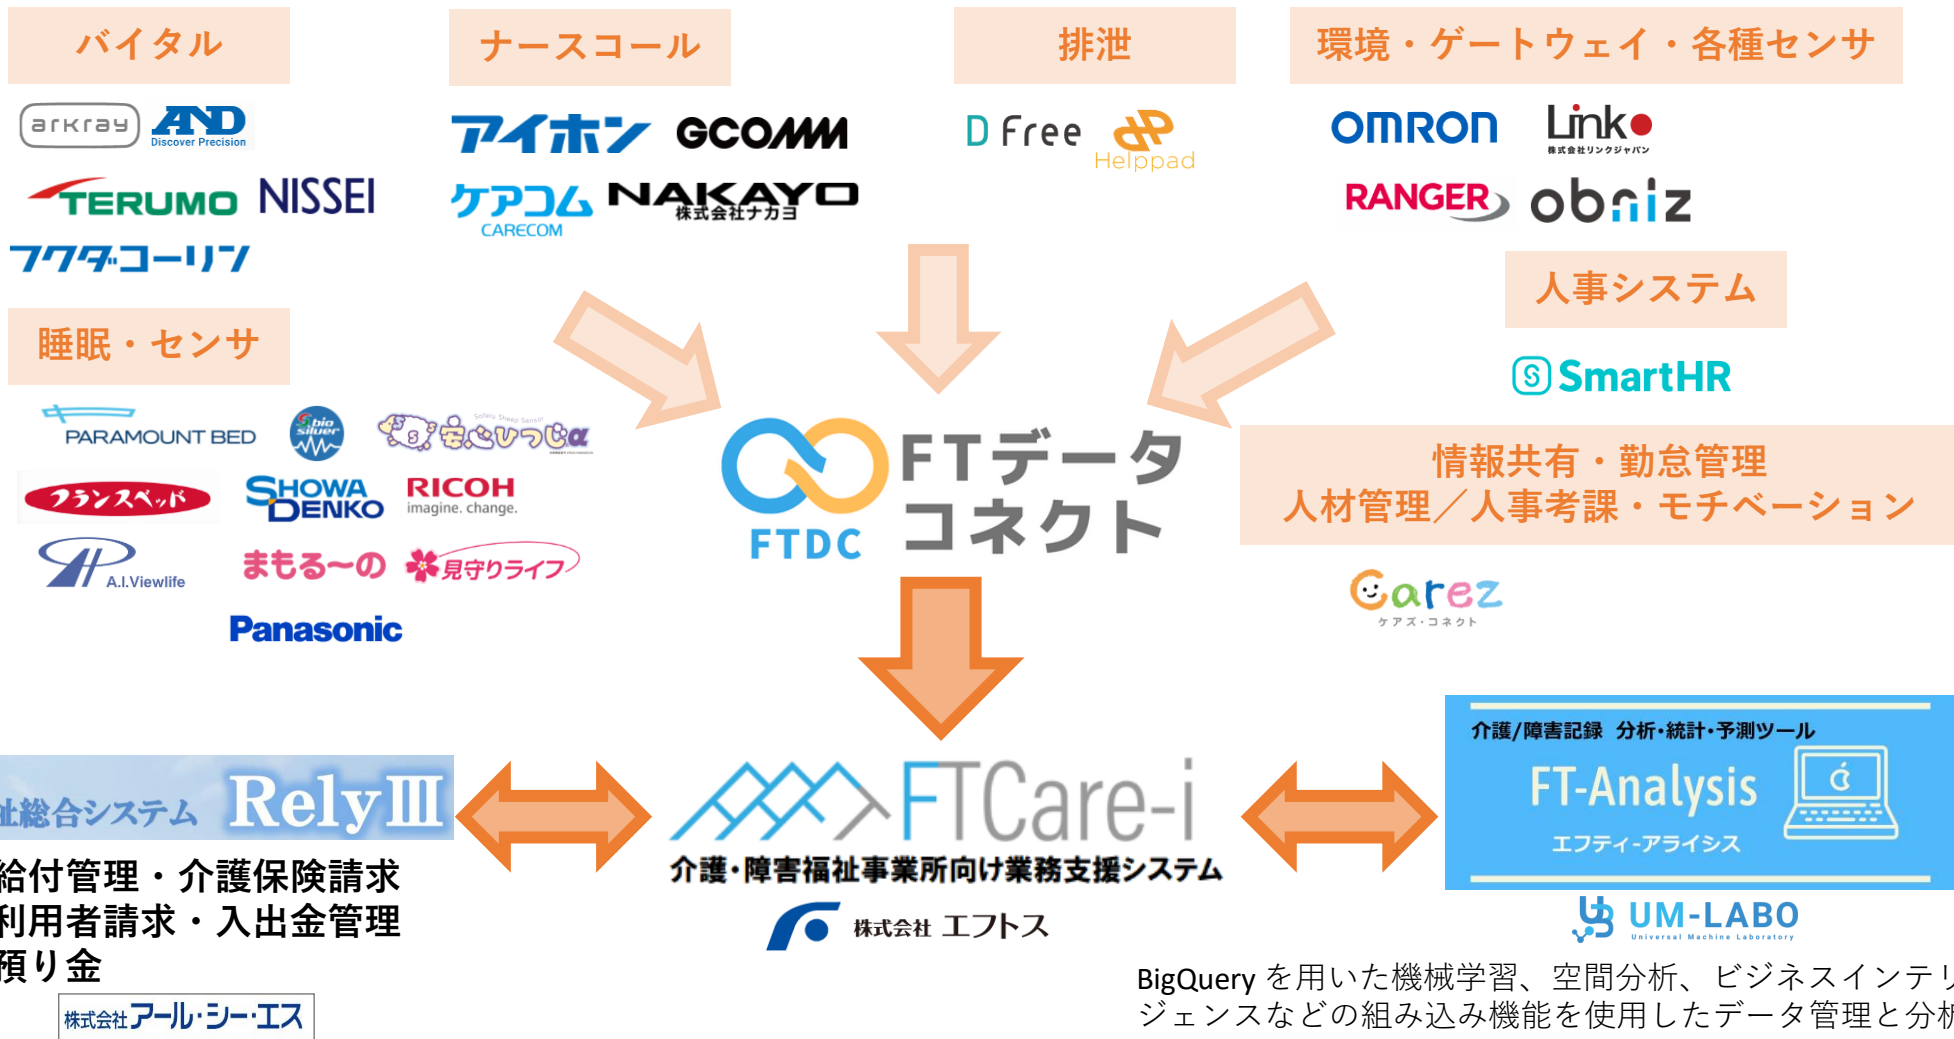 バイタル
arkray
AND
Discover Precision
TERUMO
NISSEI
フクダコーリン
ナースコール
アイホン
GCOMM
ケアコム
CARECOM
NAKAYO
株式会社ナカヨ
排泄
D Free
Helppad
環境・ゲートウェイ・各種センサ
OMRON
Link
株式会社リンクジャパン
RANGER
obniz
人事システム
SmartHR
睡眠・センサ
PARAMOUNT BED
bio
silver
Safety Sheep Sensor
安心ひつじα
フランスベッド
SHOWA
DENKO
RICOH
imagine. change.
A.I.Viewlife
まもる～の
見守りライフ
Panasonic
FTDC
FTデータ
コネクト
情報共有・勤怠管理
人材管理／人事考課・モチベーション
Carez
ケアズ・コネクト
祉総合システム RelyⅢ
給付管理・介護保険請求
利用者請求・入出金管理
預り金
株式会社アール・シー・エス
FTCare-i
介護・障害福祉事業所向け業務支援システム
株式会社 エフトス
介護/障害記録 分析・統計・予測ツール
FT-Analysis
エフティ-アライシス
UM-LABO
Universal Machine Laboratory
BigQuery を用いた機械学習、空間分析、ビジネスインテリ
ジェンスなどの組み込み機能を使用したデータ管理と分析